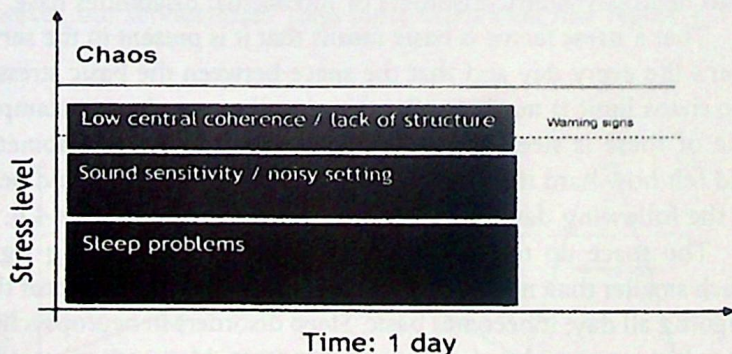 Chaos
Low central coherence / lack of structure
Warning signs
Sound sensitivity / noisy setting
Sleep problems
Stress level
Time: 1 day